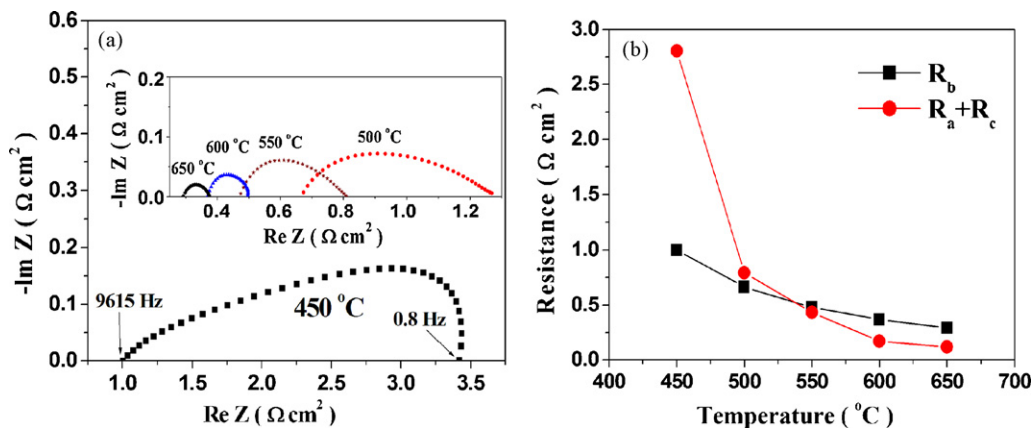 (a)
0.6
0.5
0.4
0.3
0.2
0.1
0.0
-Im Z ( Ω cm²)
1.0 1.5 2.0 2.5 3.0 3.5
Re Z ( Ω cm²)
9615 Hz
450 °C
0.8 Hz
0.2
0.1
0.0
-Im Z ( Ω cm²)
650 °C
600 °C
550 °C
500 °C
0.2 0.4 0.6 0.8 1.0 1.2
Re Z ( Ω cm²)
(b)
3.0
2.5
2.0
1.5
1.0
0.5
0.0
Resistance ( Ω cm²)
R_b
R_a+R_c
400 450 500 550 600 650 700
Temperature ( °C)